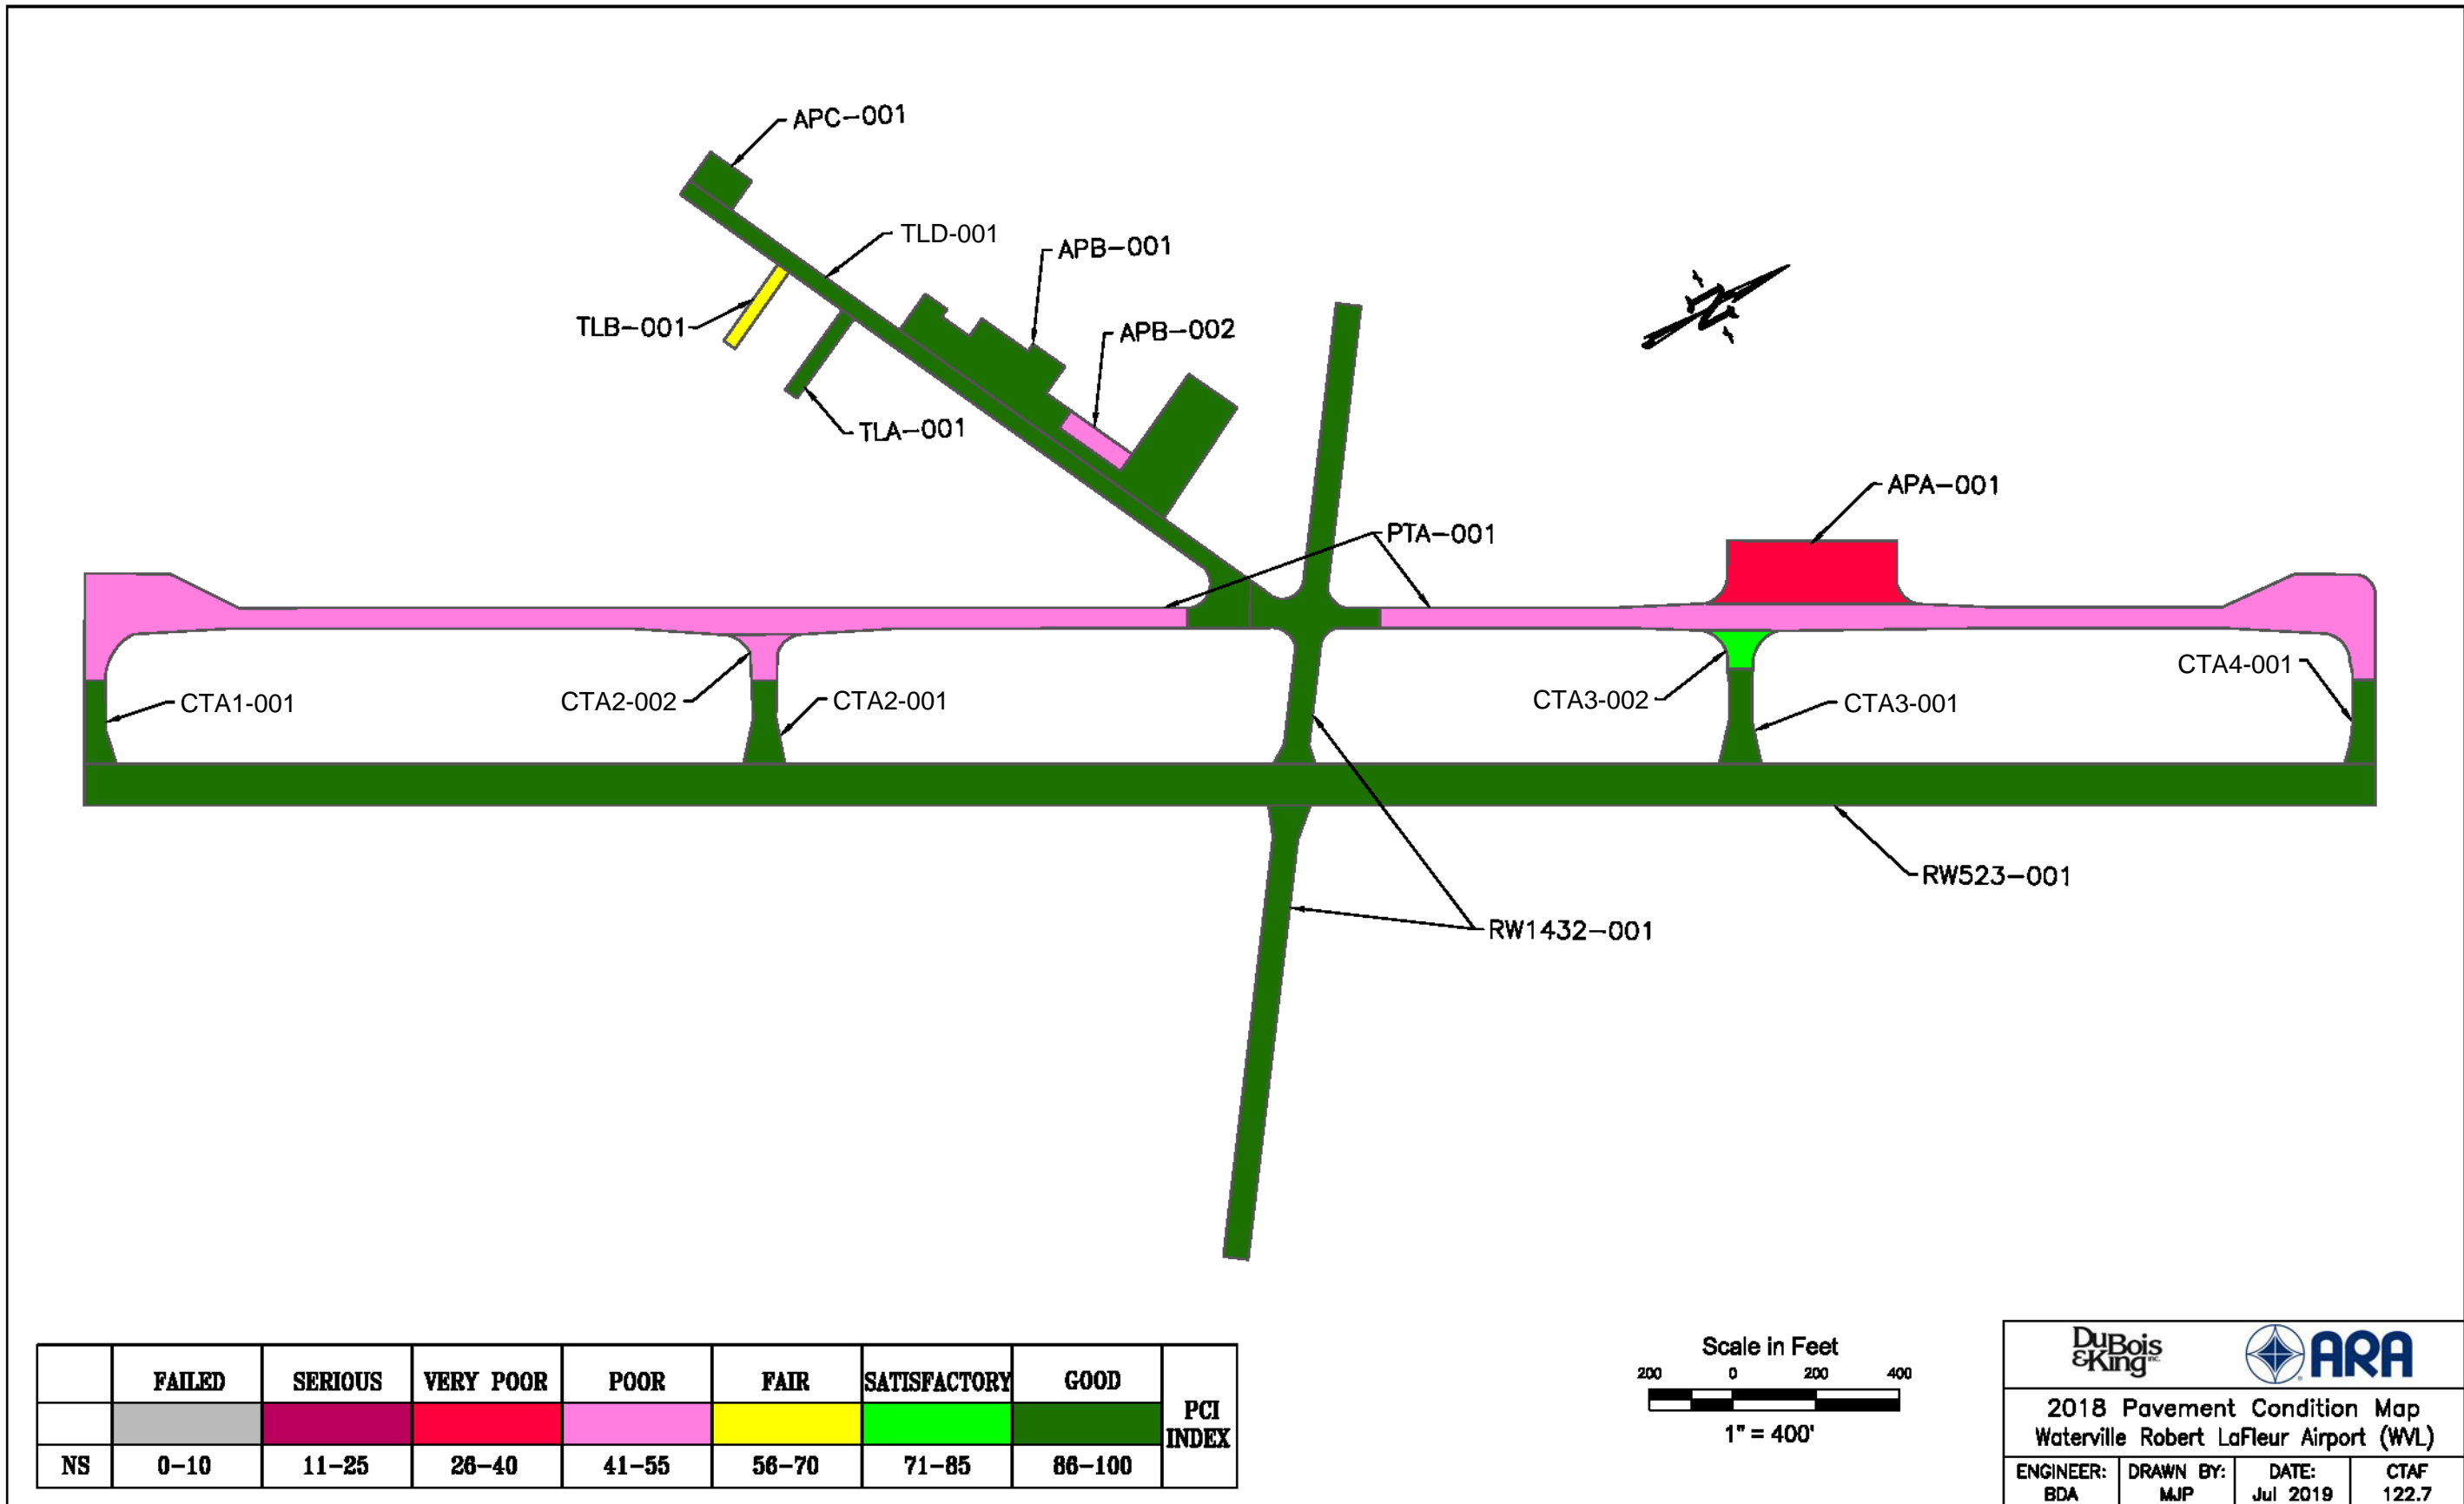 APC-001
TLD-001
APB-001
TLB-001
APB-002
TLA-001
N
APA-001
PTA-001
CTA4-001
CTA1-001
CTA2-002
CTA2-001
CTA3-002
CTA3-001
RW523-001
RW1432-001
FAILED SERIOUS VERY POOR POOR FAIR SATISFACTORY GOOD
PCI
INDEX
NS 0-10 11-25 26-40 41-55 56-70 71-85 86-100
Scale in Feet
200 0 200 400
1" = 400'
DuBois
&King inc.
ARA
2018 Pavement Condition Map
Waterville Robert LaFleur Airport (WVL)
ENGINEER: DRAWN BY: DATE: CTAF
BDA MJP Jul 2019 122.7